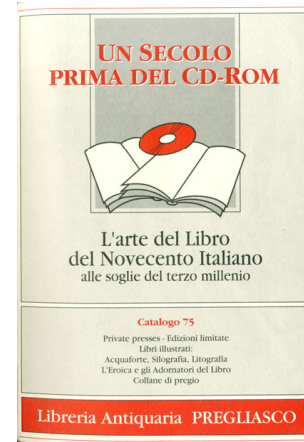 UN SECOLO
PRIMA DEL CD-ROM
L'arte del Libro
del Novecento Italiano
alle soglie del terzo millenio
Catalogo 75
Private presses - Edizioni limitate
Libri illustrati:
Acquaforte, Silografia, Litografia
L'Eroica e gli Adornatori del Libro
Collane di pregio
Libreria Antiquaria PREGLIASCO